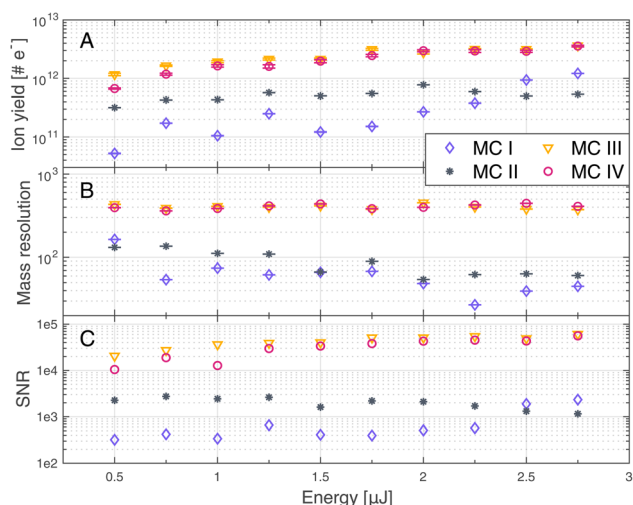 10^13
A
10^12
10^11
Ion yield [# e^-]
MC I
MC III
MC II
MC IV
10^3
B
10^2
Mass resolution
1e5
C
1e4
1e3
1e2
SNR
0.5
1
1.5
2
2.5
3
Energy [µJ]